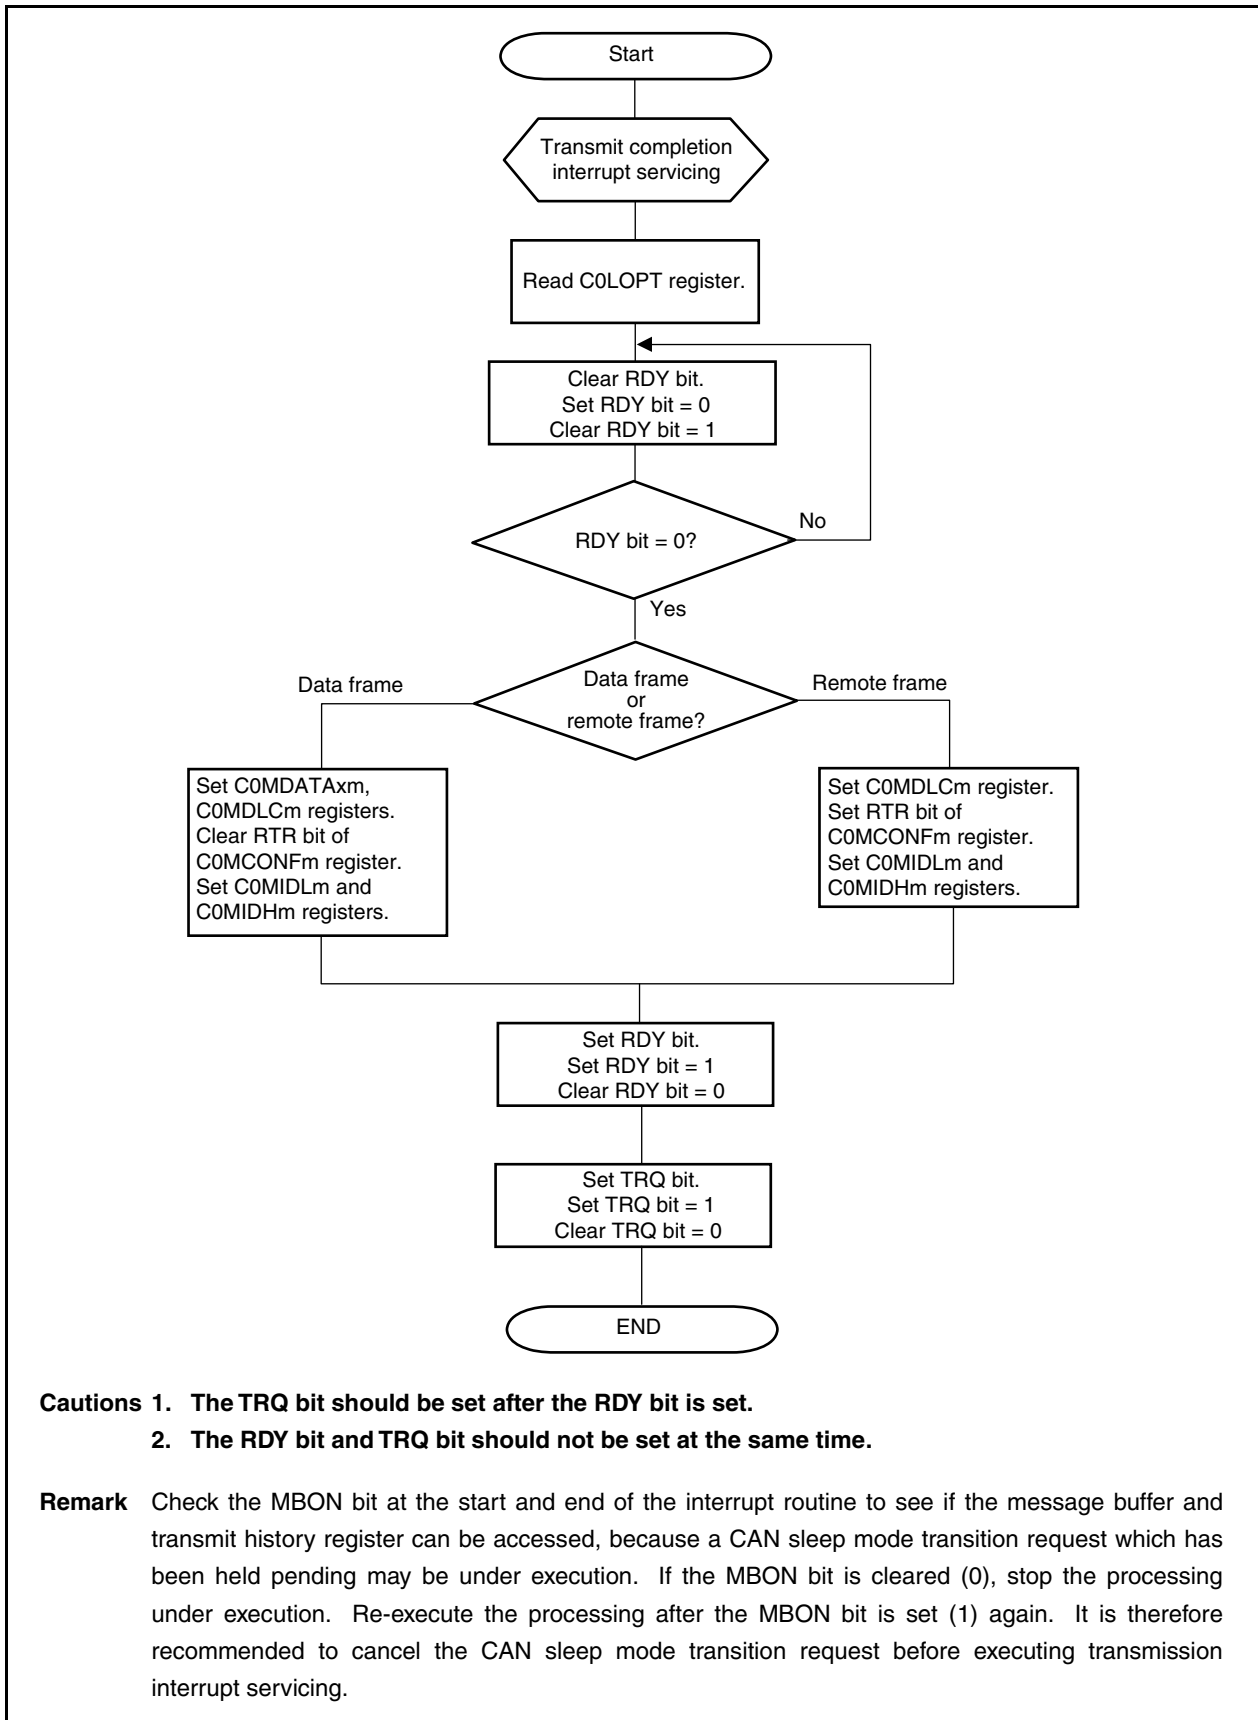 Start
Transmit completion
interrupt servicing
Read C0LOPT register.
Clear RDY bit.
Set RDY bit = 0
Clear RDY bit = 1
RDY bit = 0?
No
Yes
Data frame
or
remote frame?
Data frame
Remote frame
Set C0MDATAxm,
C0MDLCm registers.
Clear RTR bit of
C0MCONFm register.
Set C0MIDLm and
C0MIDHm registers.
Set C0MDLCm register.
Set RTR bit of
C0MCONFm register.
Set C0MIDLm and
C0MIDHm registers.
Set RDY bit.
Set RDY bit = 1
Clear RDY bit = 0
Set TRQ bit.
Set TRQ bit = 1
Clear TRQ bit = 0
END
Cautions 1. The TRQ bit should be set after the RDY bit is set.
2. The RDY bit and TRQ bit should not be set at the same time.
Remark Check the MBON bit at the start and end of the interrupt routine to see if the message buffer and
transmit history register can be accessed, because a CAN sleep mode transition request which has
been held pending may be under execution. If the MBON bit is cleared (0), stop the processing
under execution. Re-execute the processing after the MBON bit is set (1) again. It is therefore
recommended to cancel the CAN sleep mode transition request before executing transmission
interrupt servicing.